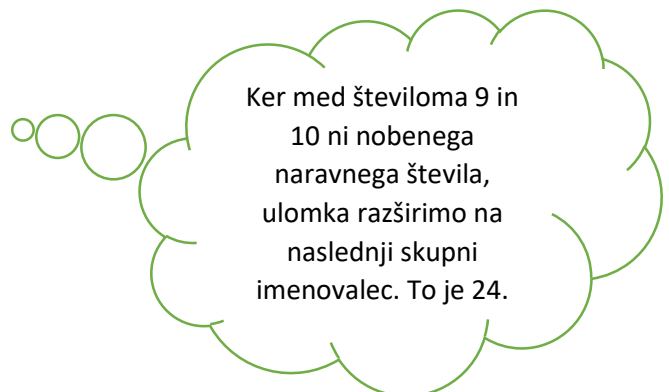 Ker med številoma 9 in
10 ni nobenega
naravnega števila,
ulomka razširimo na
naslednji skupni
imenovalec. To je 24.